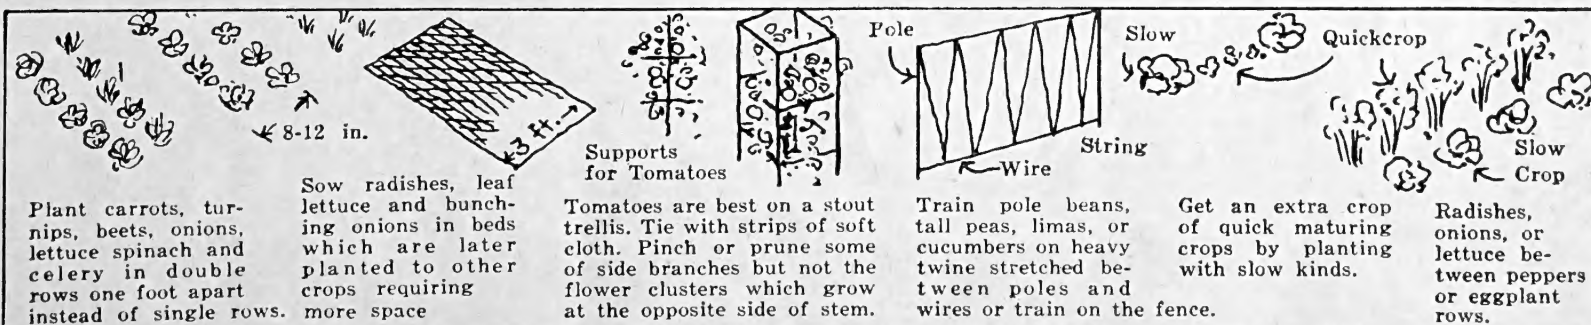 8-12 in.
Plant carrots, tur-
nips, beets, onions,
lettuce spinach and
celery in double
rows one foot apart
instead of single rows.
3 ft.
Sow radishes, leaf
lettuce and bunch-
ing onions in beds
which are later
planted to other
crops requiring
more space
Supports
for Tomatoes
Tomatoes are best on a stout
trellis. Tie with strips of soft
cloth. Pinch or prune some
of side branches but not the
flower clusters which grow
at the opposite side of stem.
Pole
String
Wire
Train pole beans,
tall peas, limas, or
cucumbers on heavy
twine stretched be-
tween poles and
wires or train on the fence.
Slow
Quickcrop
Get an extra crop
of quick maturing
crops by planting
with slow kinds.
Slow
Crop
Radishes,
onions, or
lettuce be-
tween peppers
or eggplant
rows.